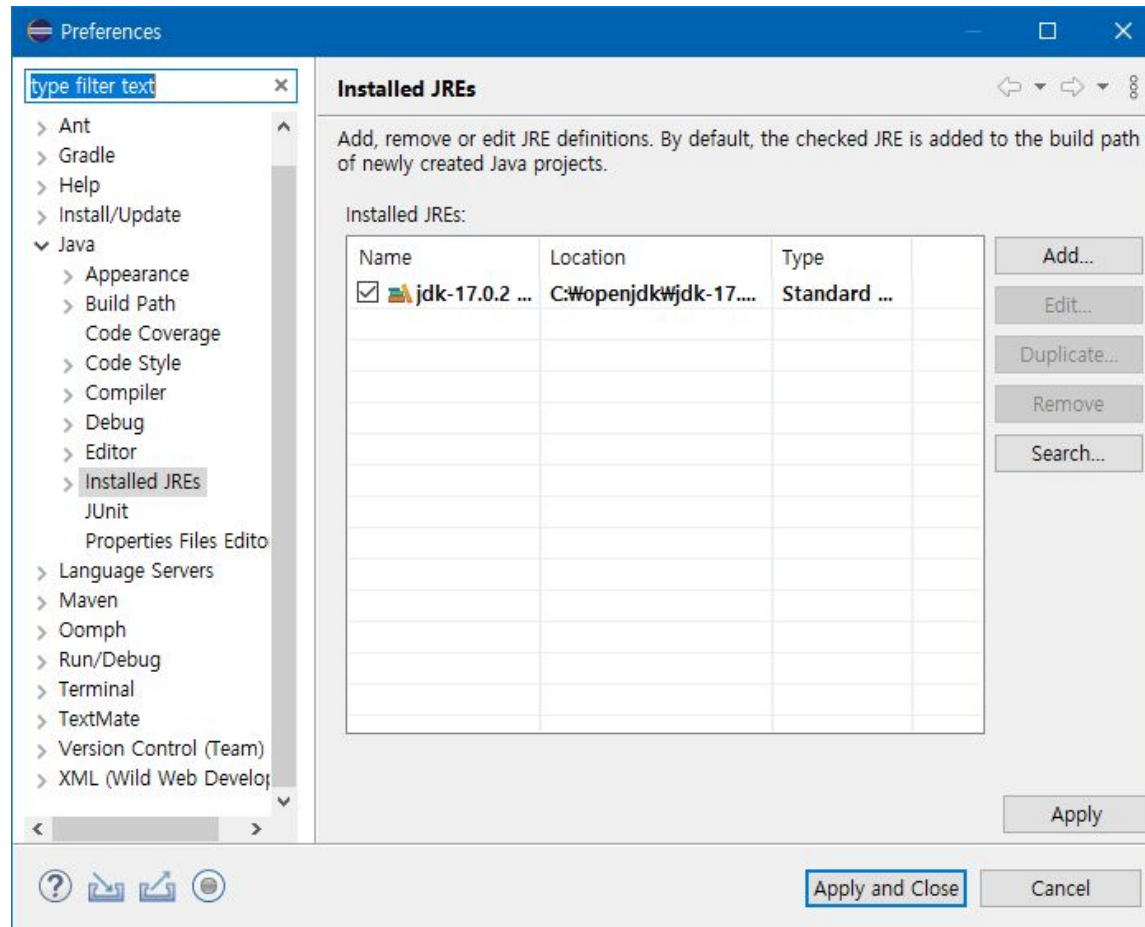 Preferences
type filter text
Ant
Gradle
Help
Install/Update
Java
Appearance
Build Path
Code Coverage
Code Style
Compiler
Debug
Editor
Installed JREs
JUnit
Properties Files Edito
Language Servers
Maven
Oomph
Run/Debug
Terminal
TextMate
Version Control (Team)
XML (Wild Web Develop
Installed JREs
Add, remove or edit JRE definitions. By default, the checked JRE is added to the build path
of newly created Java projects.
Installed JREs:
Name Location Type
jdk-17.0.2 ... C:₩openjdk₩jdk-17.... Standard ...
Add...
Edit...
Duplicate...
Remove
Search...
Apply
Apply and Close Cancel